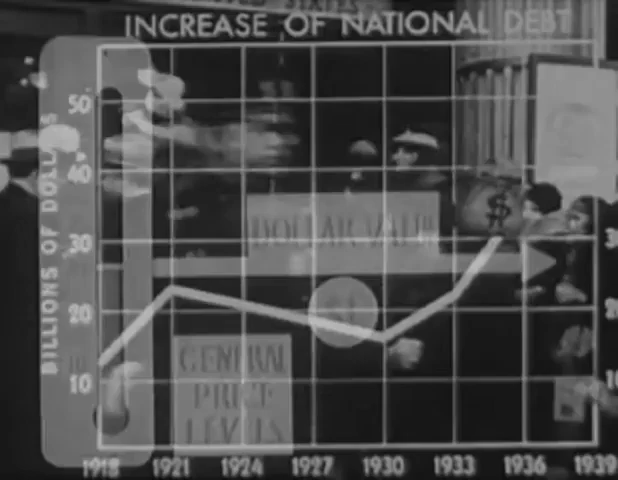 INCREASE OF NATIONAL DEBT
BILLIONS OF DOLLARS
50
40
30
20
10
DOLLAR VALUE
$
$1
GENERAL
PRICE
LEVELS
1918 1921 1924 1927 1930 1933 1936 1939